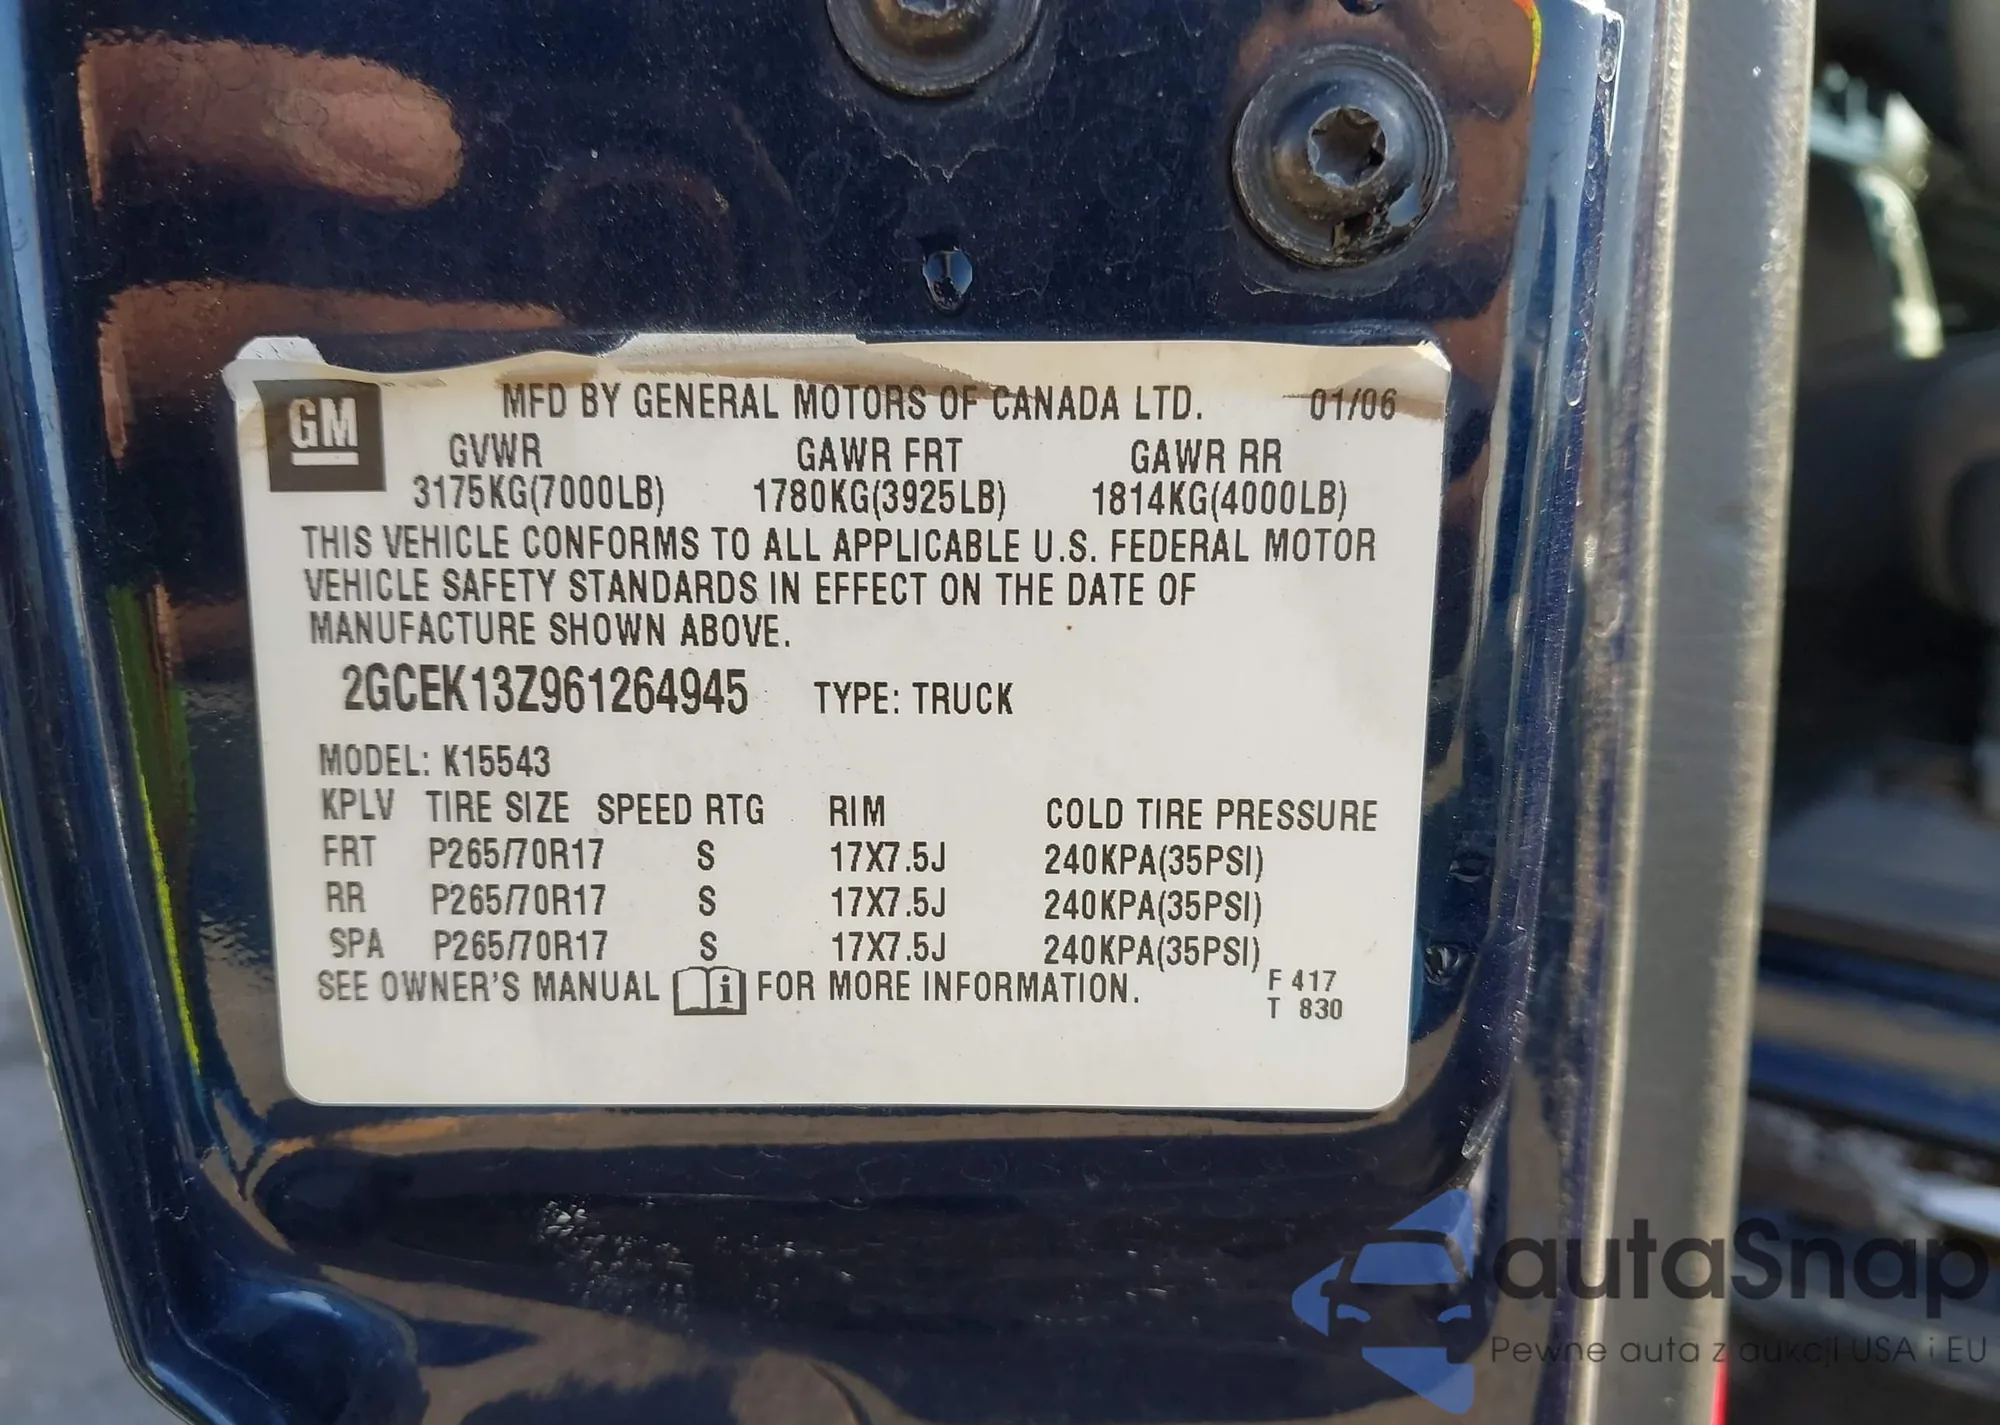 GM
MFD BY GENERAL MOTORS OF CANADA LTD. 01/06
GVWR GAWR FRT GAWR RR
3175KG(7000LB) 1780KG(3925LB) 1814KG(4000LB)
THIS VEHICLE CONFORMS TO ALL APPLICABLE U.S. FEDERAL MOTOR
VEHICLE SAFETY STANDARDS IN EFFECT ON THE DATE OF
MANUFACTURE SHOWN ABOVE.
2GCEK13Z961264945 TYPE: TRUCK
MODEL: K15543
KPLV TIRE SIZE SPEED RTG RIM COLD TIRE PRESSURE
FRT P265/70R17 S 17X7.5J 240KPA(35PSI)
RR P265/70R17 S 17X7.5J 240KPA(35PSI)
SPA P265/70R17 S 17X7.5J 240KPA(35PSI)
SEE OWNER'S MANUAL i FOR MORE INFORMATION.
F 417
T 830
autaSnap
Pewne auta z aukcji USA i EU